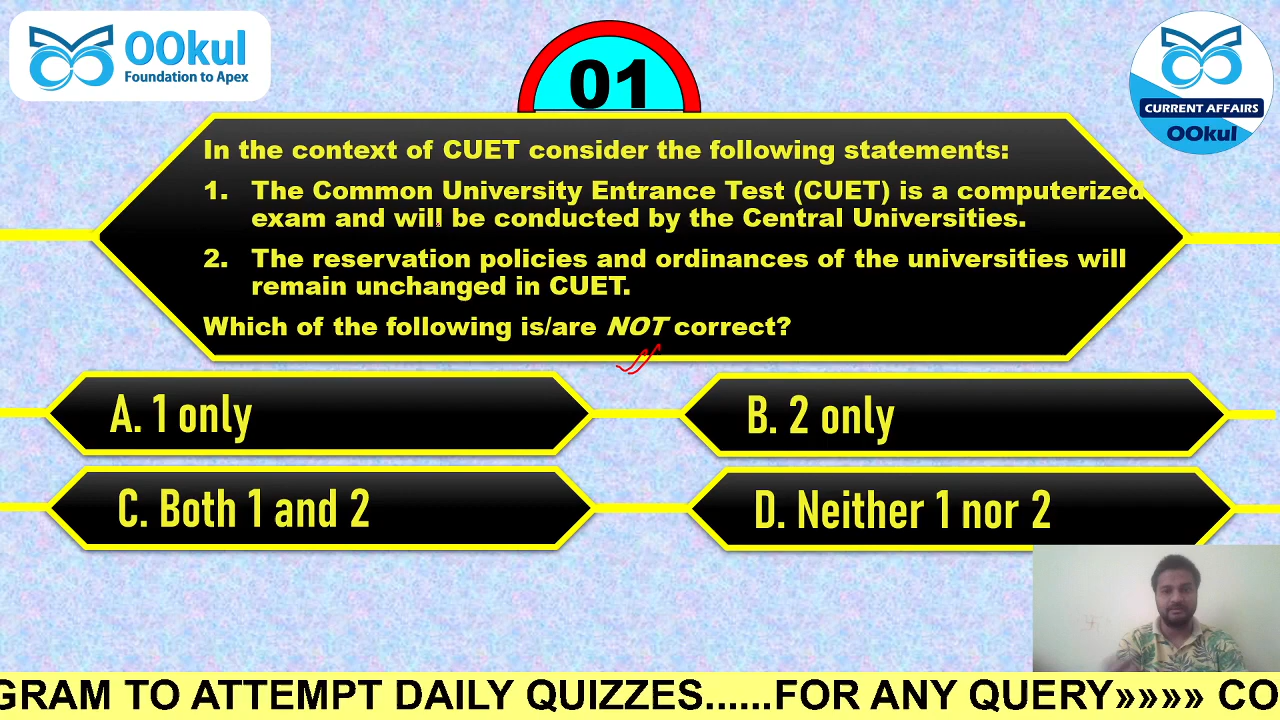 OOkul
Foundation to Apex
01
CURRENT AFFAIRS
OOkul
In the context of CUET consider the following statements:
1. The Common University Entrance Test (CUET) is a computerized
exam and will be conducted by the Central Universities.
2. The reservation policies and ordinances of the universities will
remain unchanged in CUET.
Which of the following is/are NOT correct?
A. 1 only
B. 2 only
C. Both 1 and 2
D. Neither 1 nor 2
GRAM TO ATTEMPT DAILY QUIZZES......FOR ANY QUERY»»»» CO